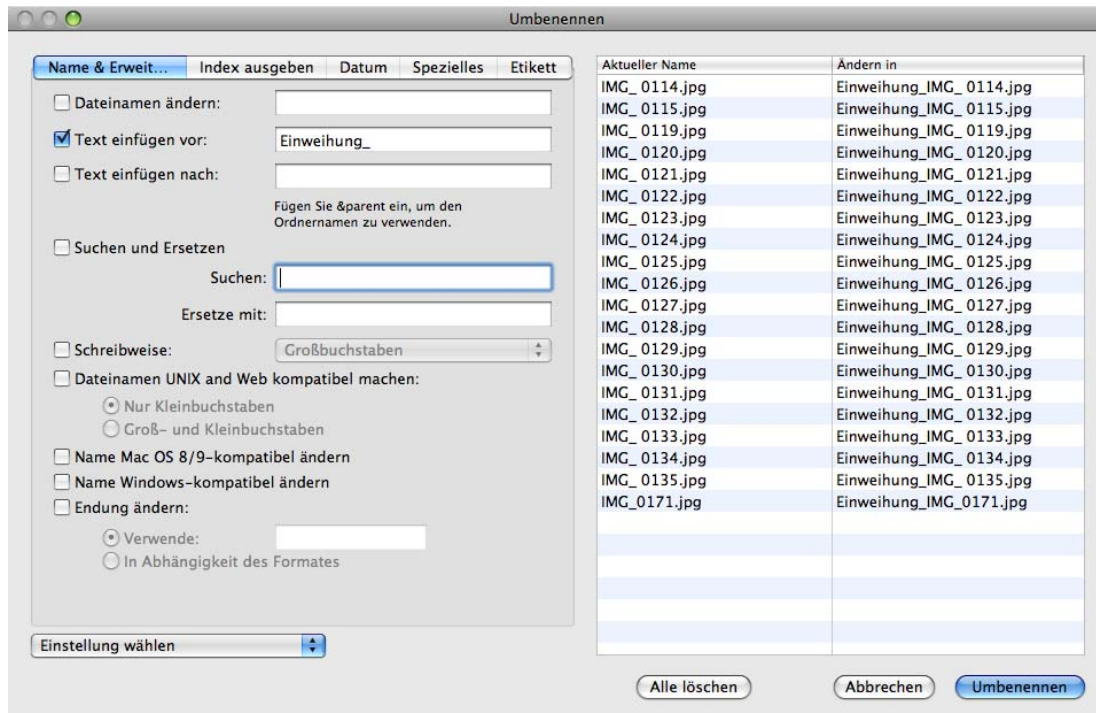 Umbenennen
Name & Erweit...
Index ausgeben
Datum
Spezielles
Etikett
Dateinamen ändern:
Text einfügen vor: Einweihung_
Text einfügen nach:
Fügen Sie &parent ein, um den
Ordnernamen zu verwenden.
Suchen und Ersetzen
Suchen:
Ersetze mit:
Schreibweise: Großbuchstaben
Dateinamen UNIX and Web kompatibel machen:
Nur Kleinbuchstaben
Groß- und Kleinbuchstaben
Name Mac OS 8/9-kompatibel ändern
Name Windows-kompatibel ändern
Endung ändern:
Verwende:
In Abhängigkeit des Formates
Einstellung wählen
Aktueller Name Ändern in
IMG_ 0114.jpg Einweihung_IMG_ 0114.jpg
IMG_ 0115.jpg Einweihung_IMG_ 0115.jpg
IMG_ 0119.jpg Einweihung_IMG_ 0119.jpg
IMG_ 0120.jpg Einweihung_IMG_ 0120.jpg
IMG_ 0121.jpg Einweihung_IMG_ 0121.jpg
IMG_ 0122.jpg Einweihung_IMG_ 0122.jpg
IMG_ 0123.jpg Einweihung_IMG_ 0123.jpg
IMG_ 0124.jpg Einweihung_IMG_ 0124.jpg
IMG_ 0125.jpg Einweihung_IMG_ 0125.jpg
IMG_ 0126.jpg Einweihung_IMG_ 0126.jpg
IMG_ 0127.jpg Einweihung_IMG_ 0127.jpg
IMG_ 0128.jpg Einweihung_IMG_ 0128.jpg
IMG_ 0129.jpg Einweihung_IMG_ 0129.jpg
IMG_ 0130.jpg Einweihung_IMG_ 0130.jpg
IMG_ 0131.jpg Einweihung_IMG_ 0131.jpg
IMG_ 0132.jpg Einweihung_IMG_ 0132.jpg
IMG_ 0133.jpg Einweihung_IMG_ 0133.jpg
IMG_ 0134.jpg Einweihung_IMG_ 0134.jpg
IMG_ 0135.jpg Einweihung_IMG_ 0135.jpg
IMG_0171.jpg Einweihung_IMG_0171.jpg
Alle löschen
Abbrechen
Umbenennen